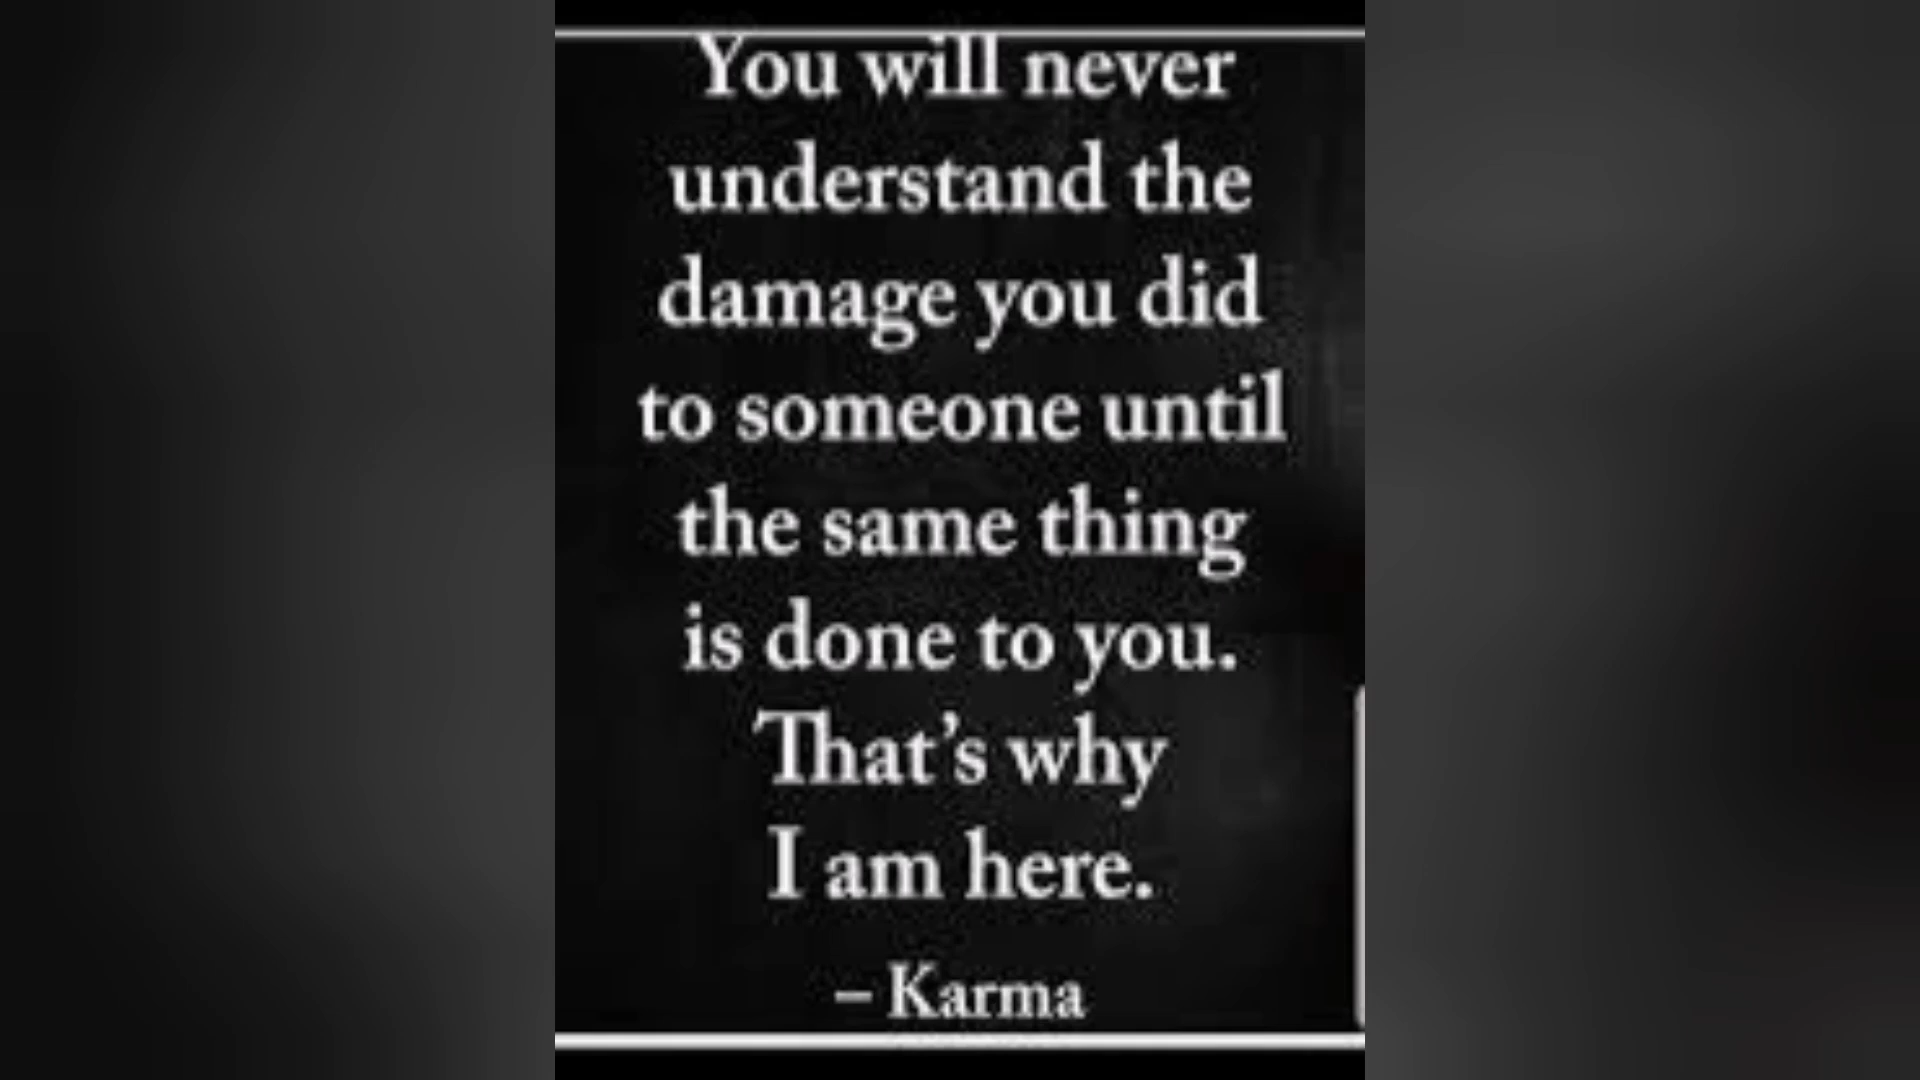 You will never
understand the
damage you did
to someone until
the same thing
is done to you.
That’s why
I am here.
– Karma